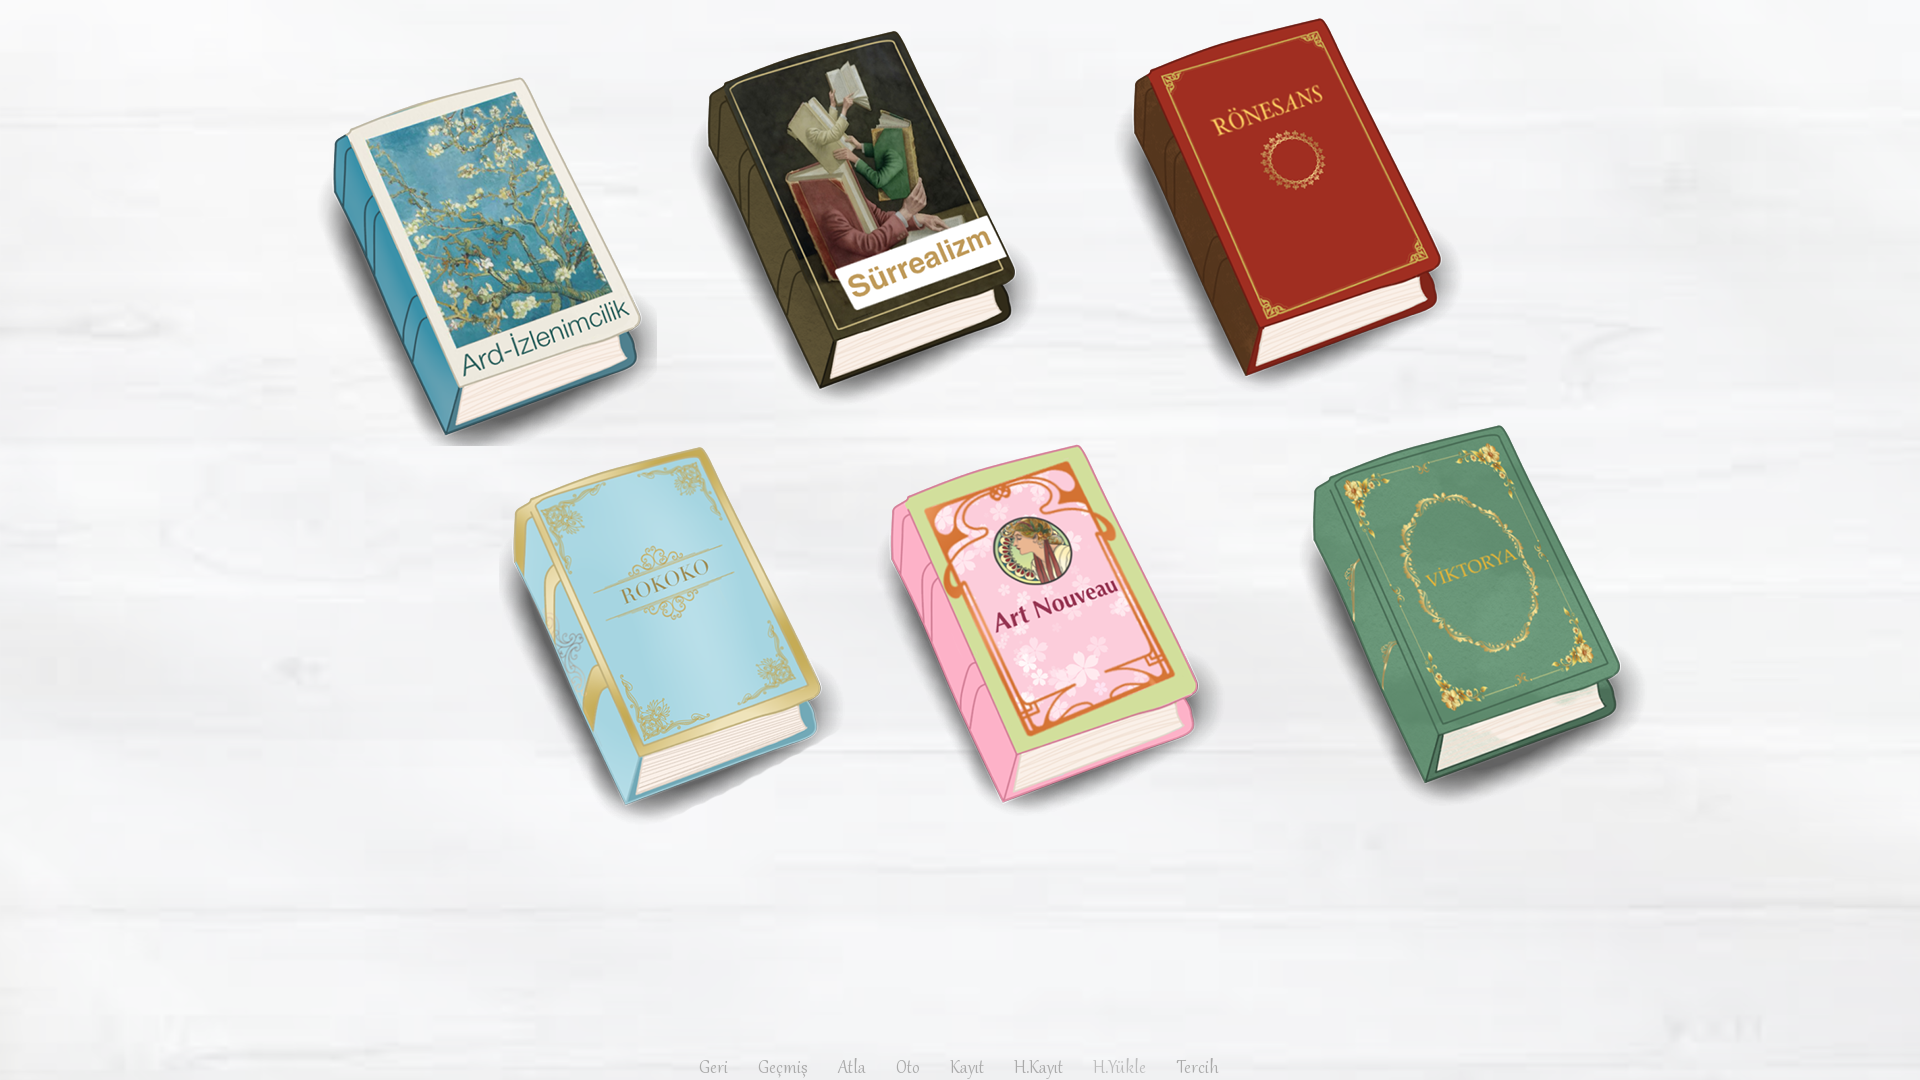 Ard-İzlenimcilik
Sürrealizm
RÖNESANS
ROKOKO
Art Nouveau
VİKTORYA
Geri Geçmiş Atla Oto Kayıt H.Kayıt H.Yükle Tercih